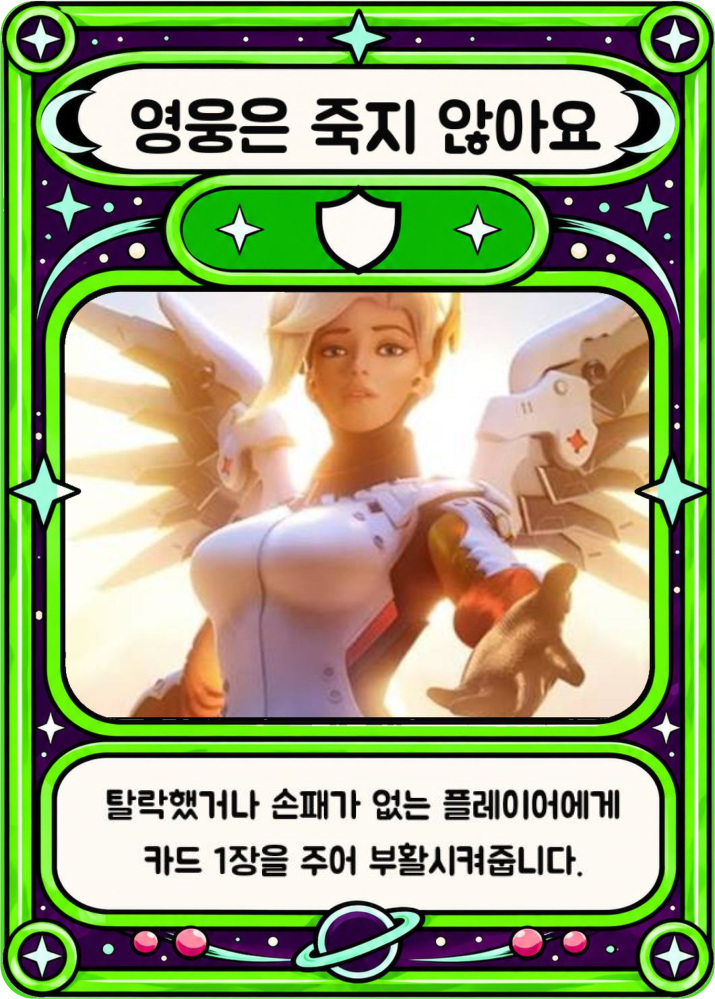 영웅은 죽지 않아요
탈락했거나 손패가 없는 플레이어에게
카드 1장을 주어 부활시켜줍니다.